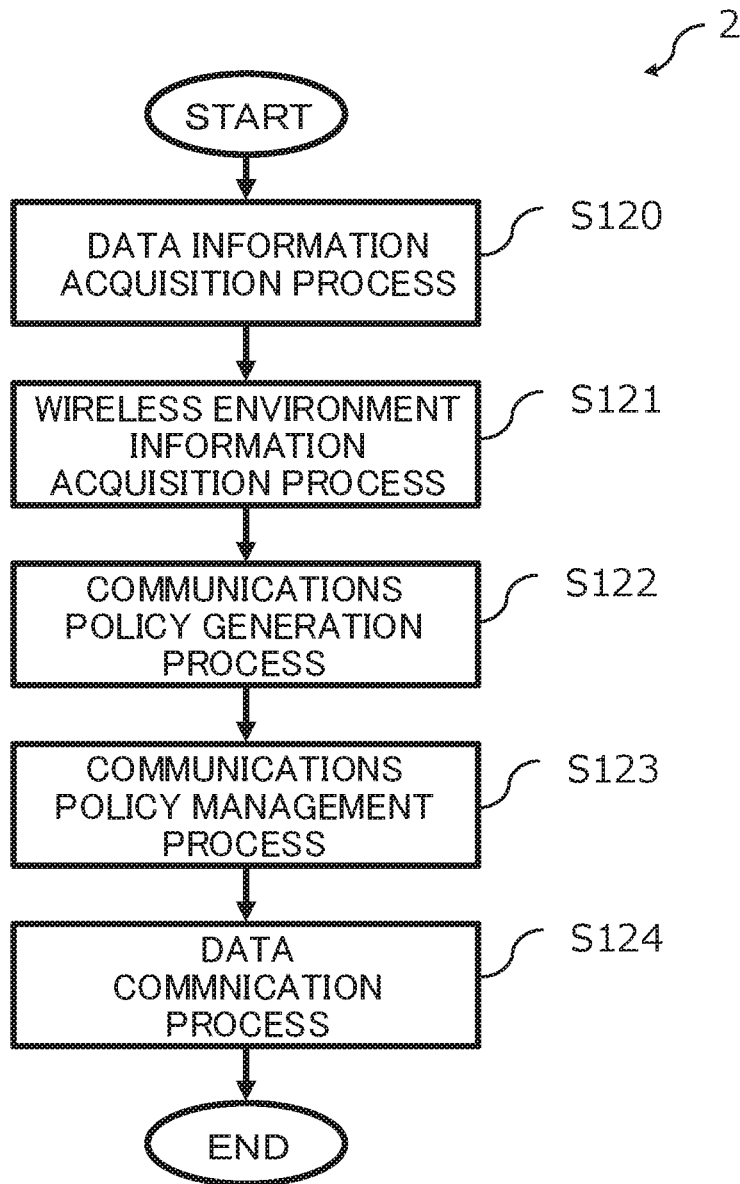 2
START
DATA INFORMATION
ACQUISITION PROCESS
S120
WIRELESS ENVIRONMENT
INFORMATION
ACQUISITION PROCESS
S121
COMMUNICATIONS
POLICY GENERATION
PROCESS
S122
COMMUNICATIONS
POLICY MANAGEMENT
PROCESS
S123
DATA
COMMNICATION
PROCESS
S124
END